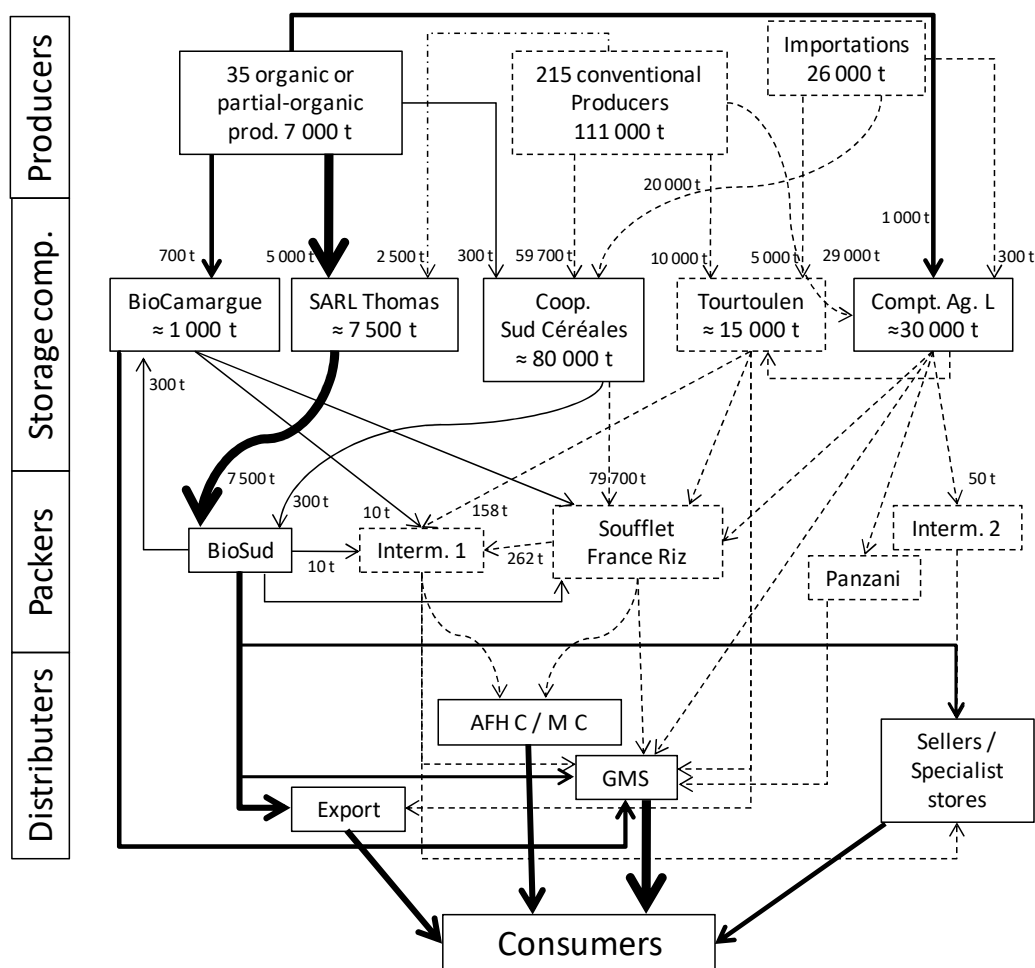 Producers
Storage comp.
Packers
Distributers
35 organic or
partial-organic
prod. 7 000 t
215 conventional
Producers
111 000 t
Importations
26 000 t
20 000 t
1 000 t
700 t
5 000 t
2 500 t
300 t
59 700 t
10 000 t
5 000 t
29 000 t
300 t
BioCamargue
≈ 1 000 t
SARL Thomas
≈ 7 500 t
Coop.
Sud Céréales
≈ 80 000 t
Tourtoulen
≈ 15 000 t
Compt. Ag. L
≈30 000 t
300 t
7 500 t
300 t
10 t
158 t
79 700 t
50 t
BioSud
10 t
Interm. 1
262 t
Soufflet
France Riz
Interm. 2
Panzani
AFH C / M C
GMS
Export
Sellers /
Specialist
stores
Consumers